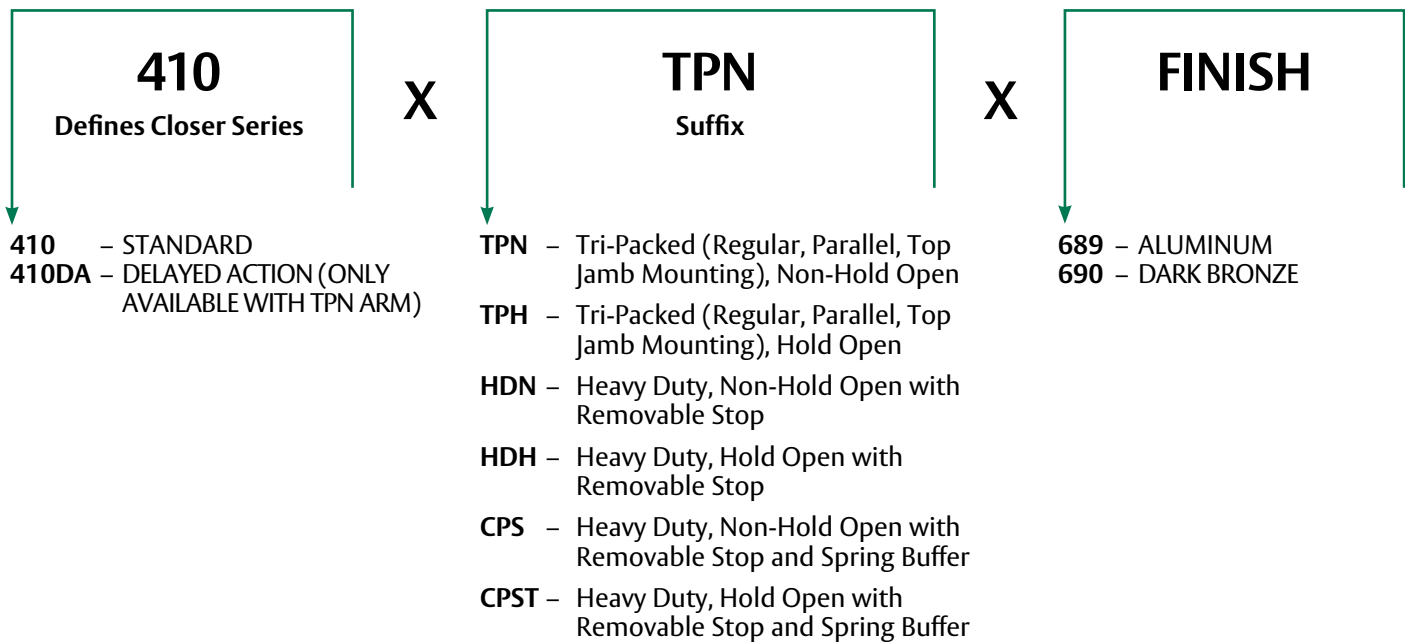 410
Defines Closer Series
X
TPN
Suffix
X
FINISH
410 – STANDARD
410DA – DELAYED ACTION (ONLY
AVAILABLE WITH TPN ARM)
TPN – Tri-Packed (Regular, Parallel, Top
Jamb Mounting), Non-Hold Open
TPH – Tri-Packed (Regular, Parallel, Top
Jamb Mounting), Hold Open
HDN – Heavy Duty, Non-Hold Open with
Removable Stop
HDH – Heavy Duty, Hold Open with
Removable Stop
CPS – Heavy Duty, Non-Hold Open with
Removable Stop and Spring Buffer
CPST – Heavy Duty, Hold Open with
Removable Stop and Spring Buffer
689 – ALUMINUM
690 – DARK BRONZE